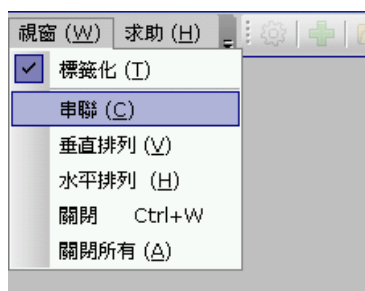 視窗 (W) 求助 (H)
標籤化 (T)
串聯 (C)
垂直排列 (V)
水平排列 (H)
關閉 Ctrl+W
關閉所有 (A)